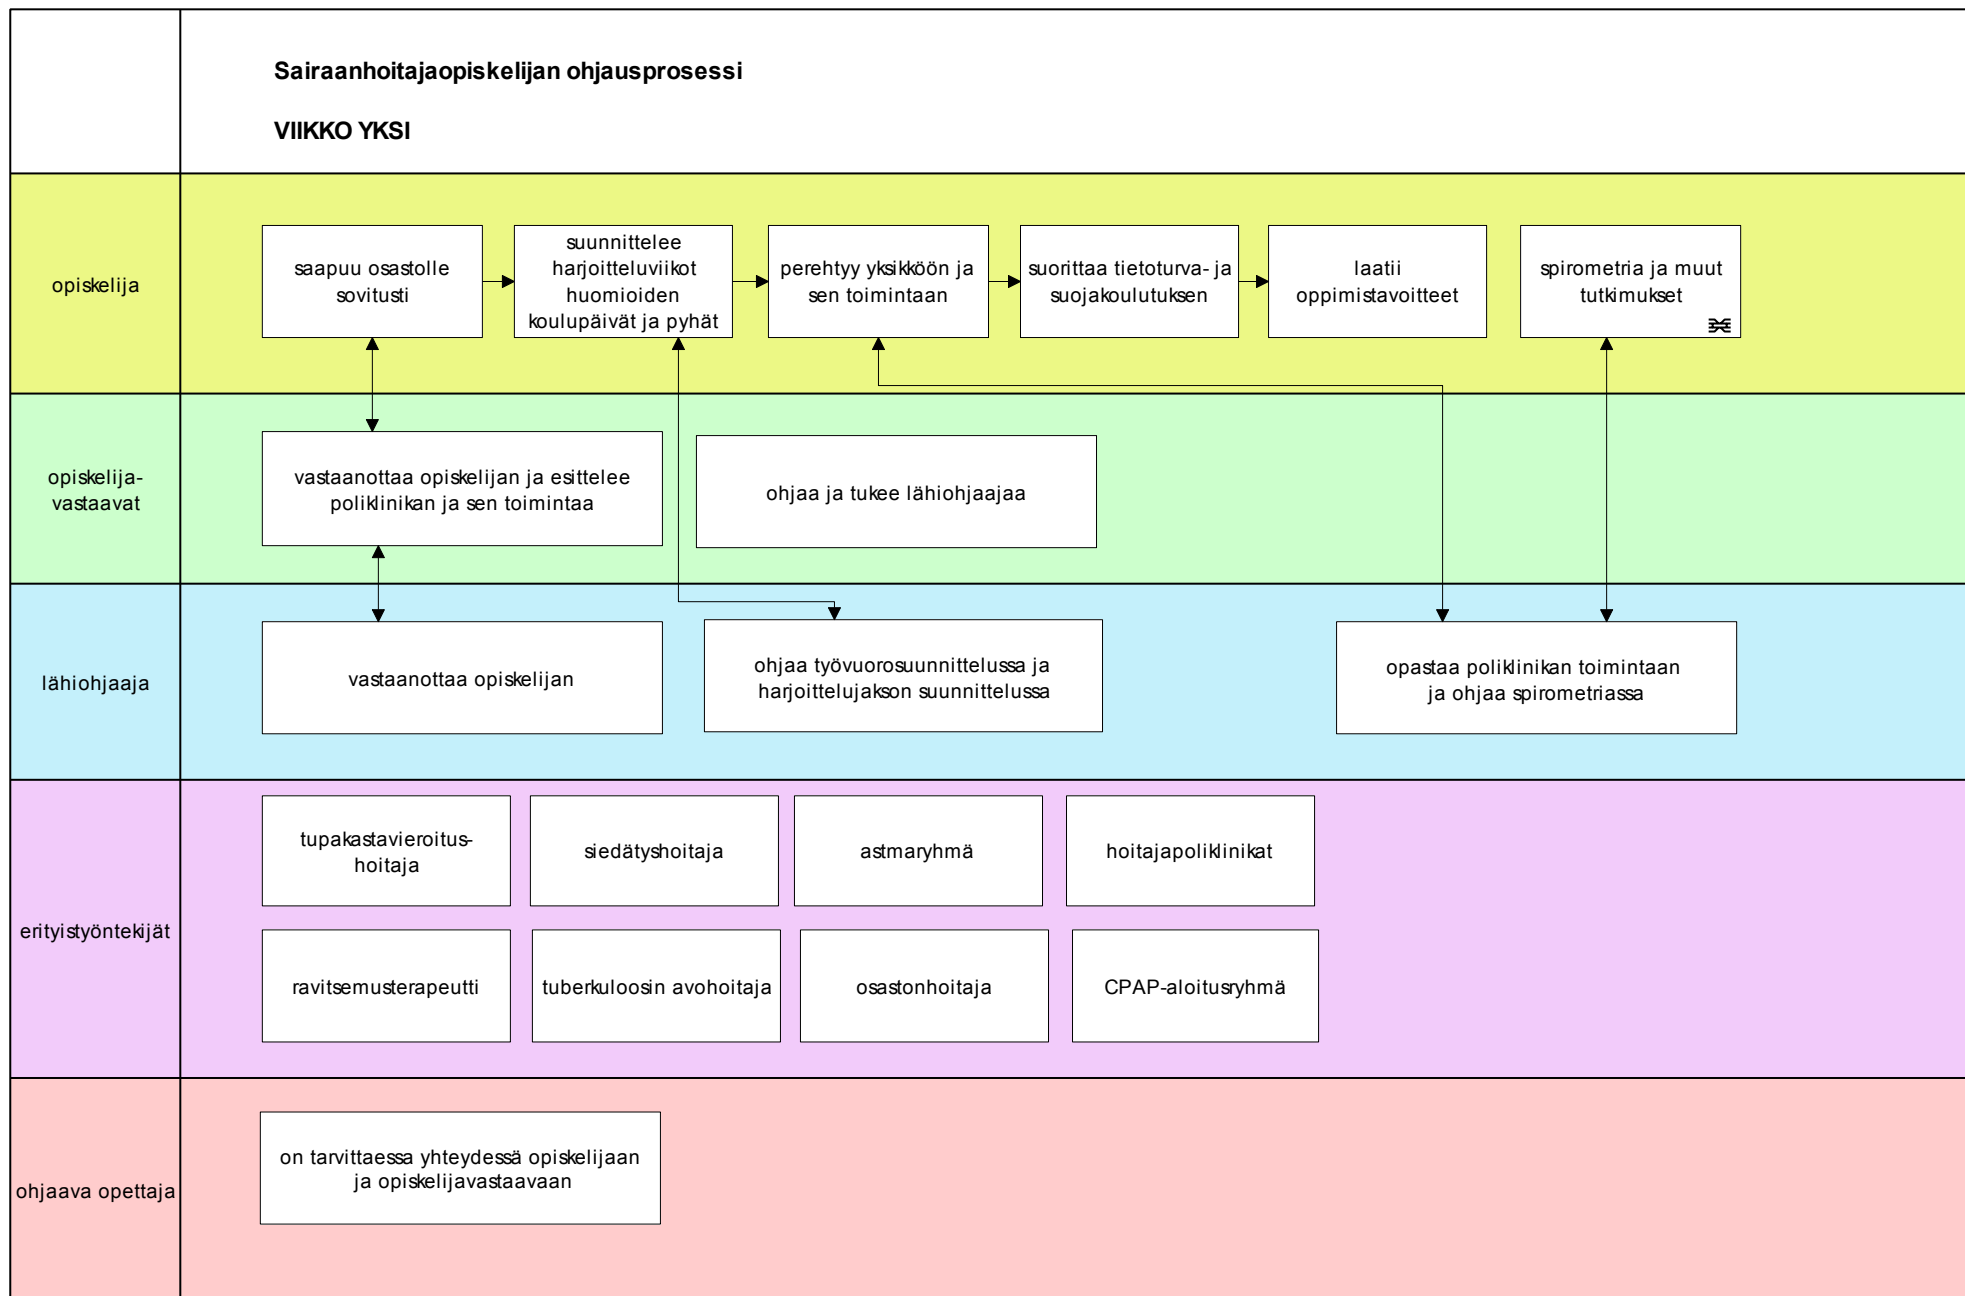 Sairaanhoitajaopiskelijan ohjausprosessi
VIIKKO YKSI
opiskelija
saapuu osastolle
sovitusti
suunnittelee
harjoitteluviikot
huomioiden
koulupäivät ja pyhät
perehtyy yksikköön ja
sen toimintaan
suorittaa tietoturva- ja
suojakoulutuksen
laatii
oppimistavoitteet
spirometria ja muut
tutkimukset
opiskelija-
vastaavat
vastaanottaa opiskelijan ja esittelee
poliklinikan ja sen toimintaa
ohjaa ja tukee lähiohjaajaa
lähiohjaaja
vastaanottaa opiskelijan
ohjaa työvuorosuunnittelussa ja
harjoittelujakson suunnittelussa
opastaa poliklinikan toimintaan
ja ohjaa spirometriassa
erityistyöntekijät
tupakastavieroitus-
hoitaja
siedätyshoitaja
astmaryhmä
hoitajapoliklinikat
ravitsemusterapeutti
tuberkuloosin avohoitaja
osastonhoitaja
CPAP-aloitusryhmä
ohjaava opettaja
on tarvittaessa yhteydessä opiskelijaan
ja opiskelijavastaavaan